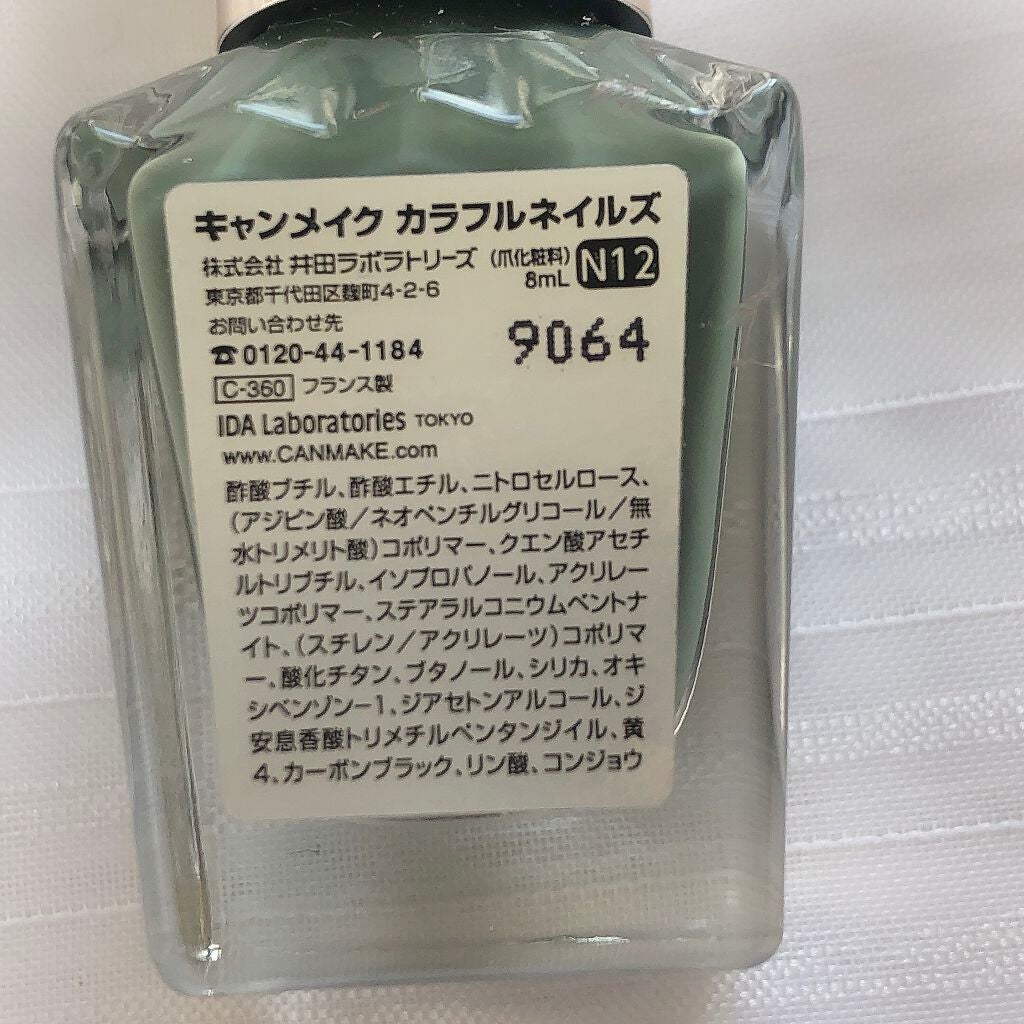 キャンメイク カラフルネイルズ
株式会社 井田ラボラトリーズ (爪化粧料) N12
8mL
東京都千代田区麹町4-2-6
お問い合わせ先
☎0120-44-1184 9064
C-360 フランス製
IDA Laboratories TOKYO
www.CANMAKE.com
酢酸ブチル、酢酸エチル、ニトロセルロース、
(アジピン酸/ネオペンチルグリコール/無
水トリメリト酸)コポリマー、クエン酸アセチ
ルトリブチル、イソプロパノール、アクリレー
ツコポリマー、ステアラルコニウムベントナ
イト、(スチレン/アクリレーツ)コポリマ
ー、酸化チタン、ブタノール、シリカ、オキ
シベンゾン-1、ジアセトンアルコール、ジ
安息香酸トリメチルペンタンジイル、黄
4、カーボンブラック、リン酸、コンジョウ